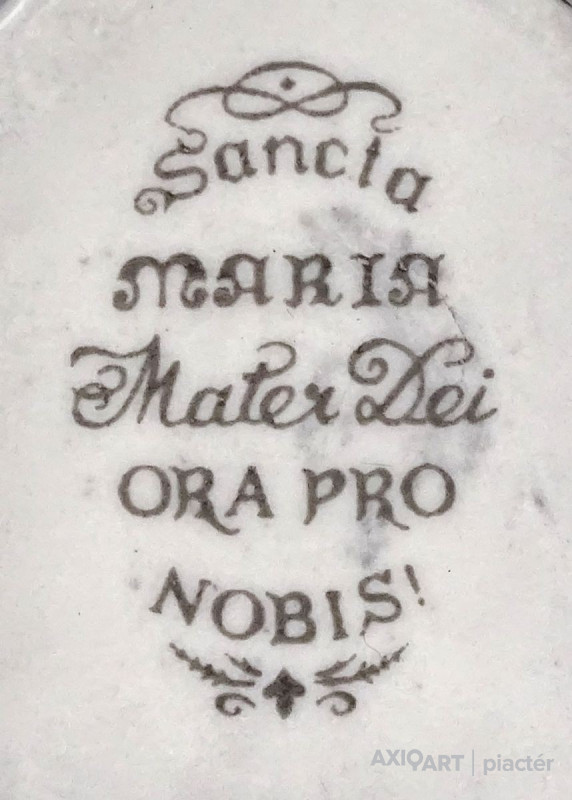 Sancta
MARIA
Mater Dei
ORA PRO
NOBIS!
AXIOART | piactér